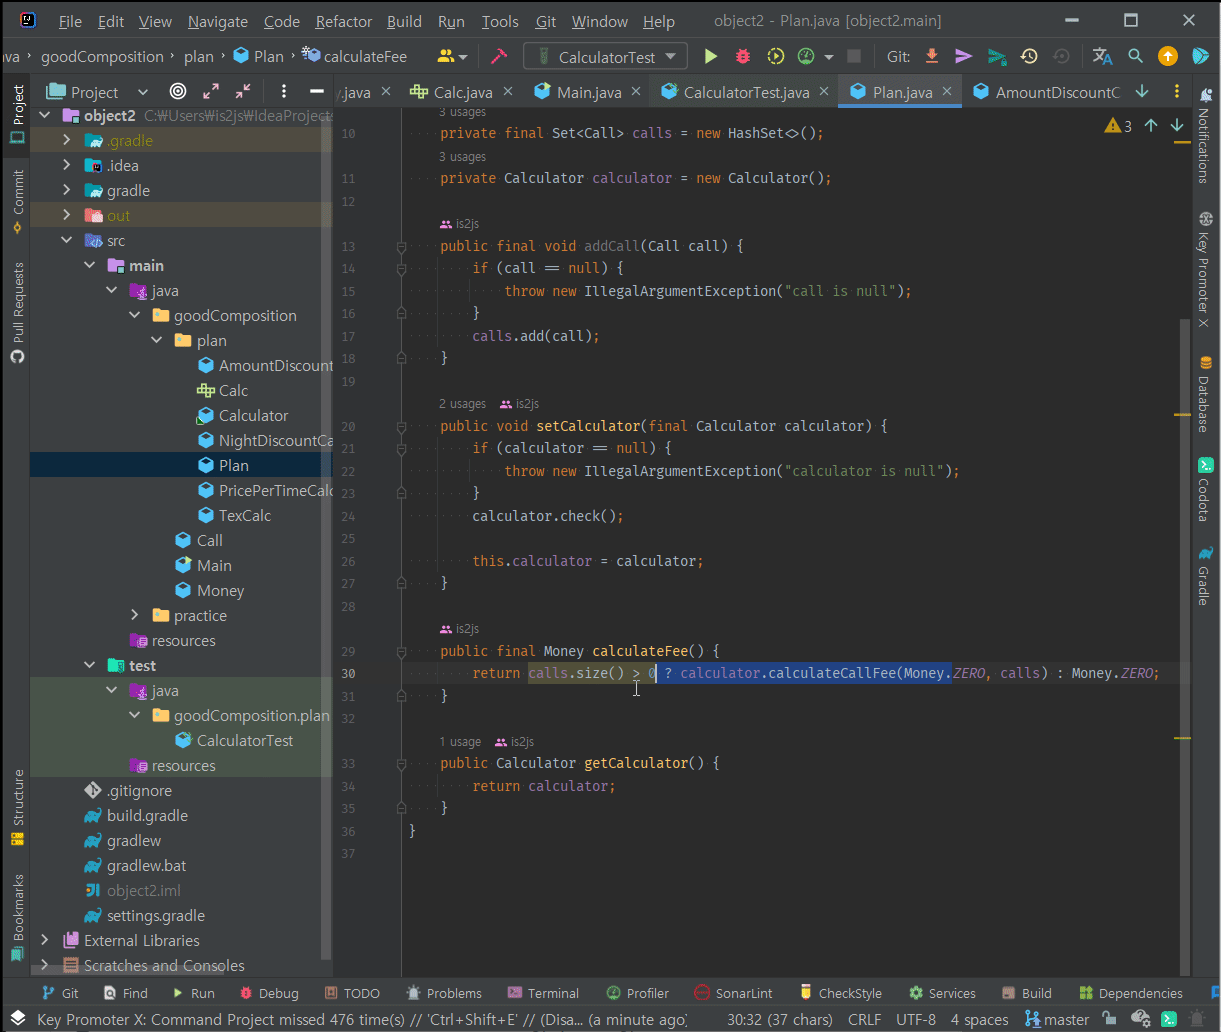 File Edit View Navigate Code Refactor Build Run Tools Git Window Help object2 - Plan.java [object2.main]
va › goodComposition › plan › Plan › calculateFee CalculatorTest Git:
Project y.java Calc.java Main.java CalculatorTest.java Plan.java AmountDiscountC
object2 C:₩Users₩is2js₩IdeaProject
.gradle
.idea
gradle
out
src
main
java
goodComposition
plan
AmountDiscount
Calc
Calculator
NightDiscountCa
Plan
PricePerTimeCalc
TexCalc
Call
Main
Money
practice
resources
test
java
goodComposition.plan
CalculatorTest
resources
.gitignore
build.gradle
gradlew
gradlew.bat
object2.iml
settings.gradle
External Libraries
Scratches and Consoles
Project
Commit
Pull Requests
Structure
Bookmarks
3 usages
10 private final Set<Call> calls = new HashSet<>();
3 usages
11 private Calculator calculator = new Calculator();
12
is2js
13 public final void addCall(Call call) {
14 if (call == null) {
15 throw new IllegalArgumentException("call is null");
16 }
17 calls.add(call);
18 }
19
2 usages is2js
20 public void setCalculator(final Calculator calculator) {
21 if (calculator == null) {
22 throw new IllegalArgumentException("calculator is null");
23 }
24 calculator.check();
25
26 this.calculator = calculator;
27 }
28
is2js
29 public final Money calculateFee() {
30 return calls.size() > 0 ? calculator.calculateCallFee(Money.ZERO, calls) : Money.ZERO;
31 }
32
1 usage is2js
33 public Calculator getCalculator() {
34 return calculator;
35 }
36 }
37
3
Notifications
Key Promoter X
Database
Codota
Gradle
Git Find Run Debug TODO Problems Terminal Profiler SonarLint CheckStyle Services Build Dependencies
Key Promoter X: Command Project missed 476 time(s) // 'Ctrl+Shift+E' // (Disa... (a minute ago) 30:32 (37 chars) CRLF UTF-8 4 spaces master